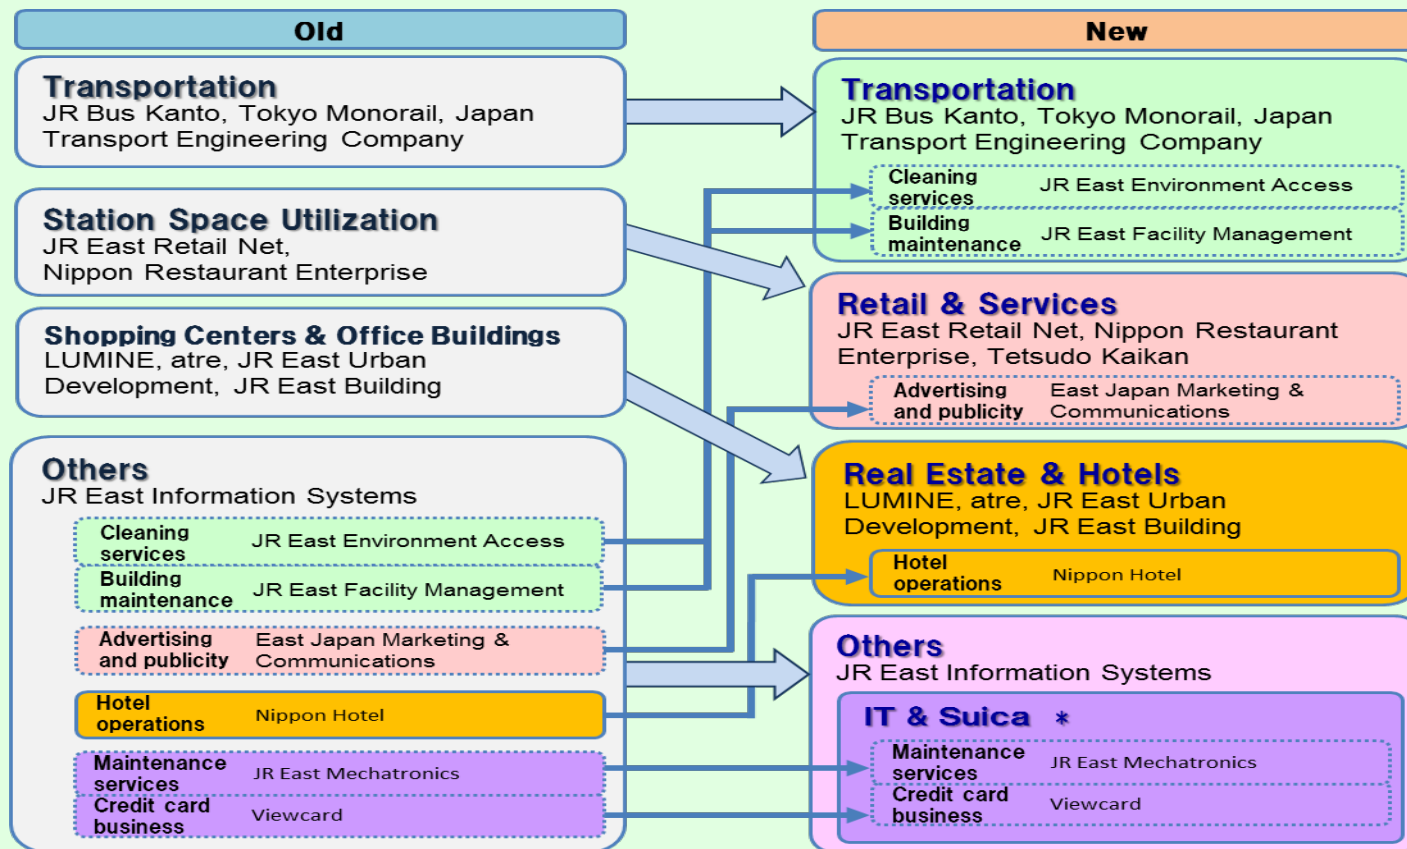 Old
Transportation
JR Bus Kanto, Tokyo Monorail, Japan
Transport Engineering Company
Station Space Utilization
JR East Retail Net,
Nippon Restaurant Enterprise
Shopping Centers & Office Buildings
LUMINE, atre, JR East Urban
Development, JR East Building
Others
JR East Information Systems
Cleaning
services
JR East Environment Access
Building
maintenance
JR East Facility Management
Advertising
and publicity
East Japan Marketing &
Communications
Hotel
operations
Nippon Hotel
Maintenance
services
JR East Mechatronics
Credit card
business
Viewcard
New
Transportation
JR Bus Kanto, Tokyo Monorail, Japan
Transport Engineering Company
Cleaning
services
JR East Environment Access
Building
maintenance
JR East Facility Management
Retail & Services
JR East Retail Net, Nippon Restaurant
Enterprise, Tetsudo Kaikan
Advertising
and publicity
East Japan Marketing &
Communications
Real Estate & Hotels
LUMINE, atre, JR East Urban
Development, JR East Building
Hotel
operations
Nippon Hotel
Others
JR East Information Systems
IT & Suica *
Maintenance
services
JR East Mechatronics
Credit card
business
Viewcard